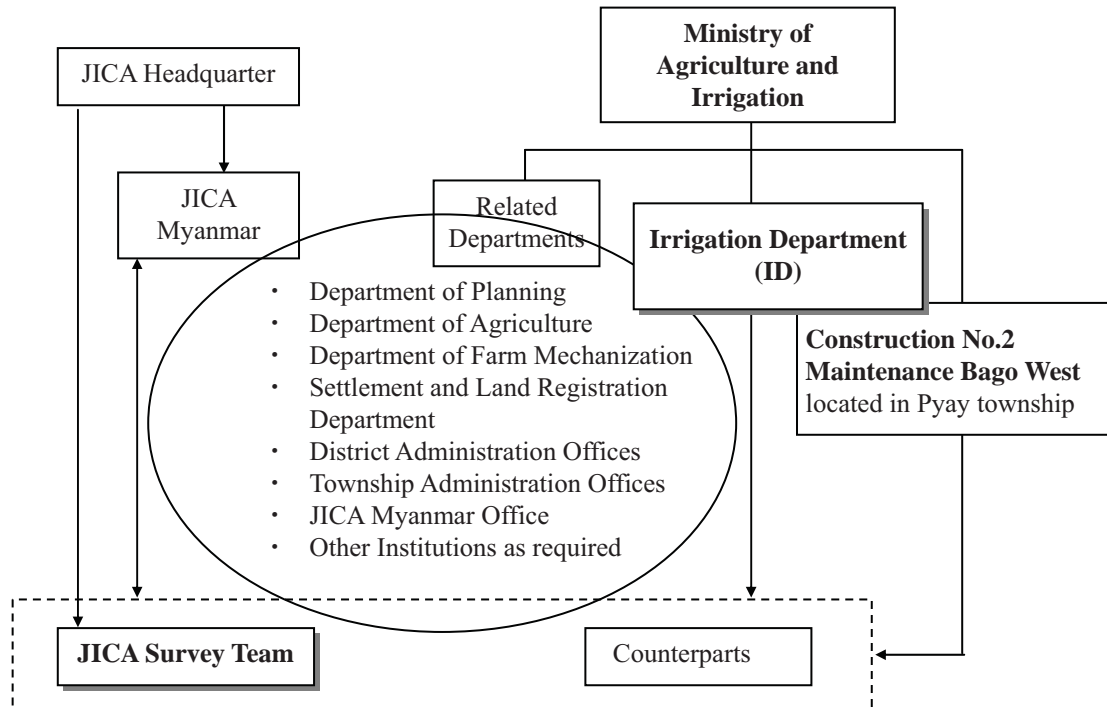 JICA Headquarter
Ministry of
Agriculture and
Irrigation
JICA
Myanmar
Related
Departments
Irrigation Department
(ID)
・ Department of Planning
・ Department of Agriculture
・ Department of Farm Mechanization
・ Settlement and Land Registration
Department
・ District Administration Offices
・ Township Administration Offices
・ JICA Myanmar Office
・ Other Institutions as required
Construction No.2
Maintenance Bago West
located in Pyay township
JICA Survey Team
Counterparts